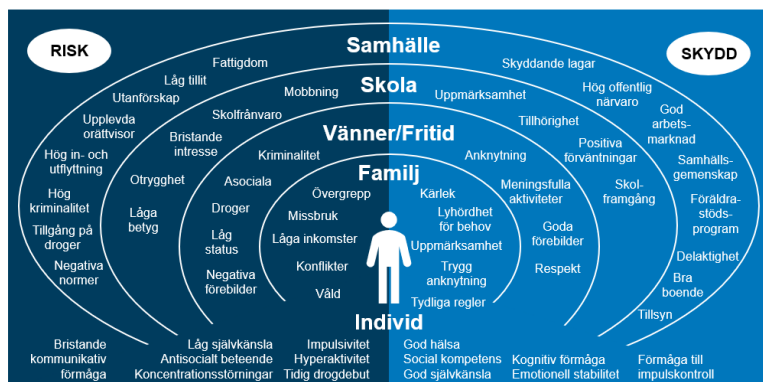 RISK
SKYDD
Samhälle
Fattigdom
Låg tillit
Utanförskap
Upplevda
orättvisor
Hög in- och
utflyttning
Hög
kriminalitet
Tillgång på
droger
Negativa
normer
Skyddande lagar
Hög offentlig
närvaro
God
arbets-
marknad
Samhälls-
gemenskap
Föräldra-
stöds-
program
Delaktighet
Bra
boende
Tillsyn
Skola
Mobbning
Skolfrånvaro
Bristande
intresse
Otrygghet
Låga
betyg
Uppmärksamhet
Tillhörighet
Positiva
förväntningar
Skol-
framgång
Vänner/Fritid
Kriminalitet
Asociala
Droger
Låg
status
Negativa
förebilder
Anknytning
Meningsfulla
aktiviteter
Goda
förebilder
Respekt
Familj
Övergrepp
Missbruk
Låga inkomster
Konflikter
Våld
Kärlek
Lyhördhet
för behov
Uppmärksamhet
Trygg
anknytning
Tydliga regler
Individ
Bristande
kommunikativ
förmåga
Låg självkänsla
Antisocialt beteende
Koncentrationsstörningar
Impulsivitet
Hyperaktivitet
Tidig drogdebut
God hälsa
Social kompetens
God självkänsla
Kognitiv förmåga
Emotionell stabilitet
Förmåga till
impulskontroll